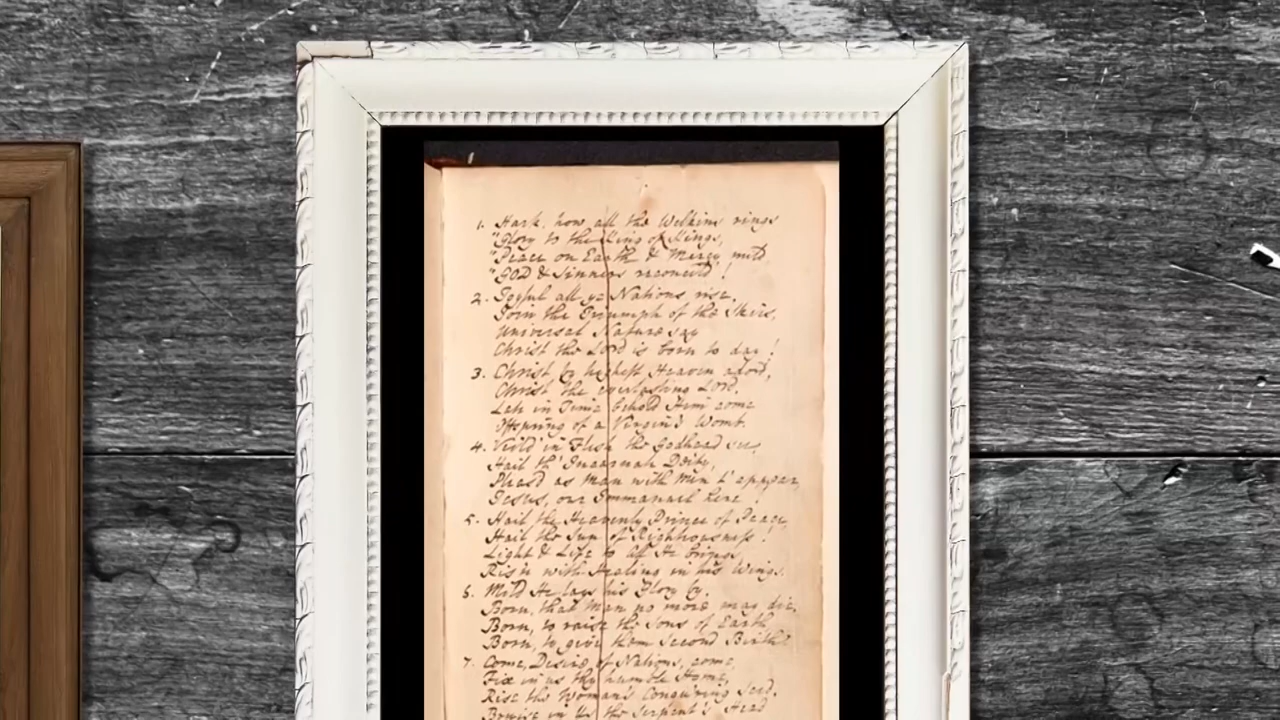 1. Hark, how all the Welkin rings
"Glory to the King of Kings,
"Peace on Earth & Mercy mild
"GOD & Sinners reconcil'd!
2. Joyful all ye Nations rise,
Join the Triumph of the Skies,
Universal Nature say
Christ the Lord is born to day!
3. Christ by highest Heaven ador'd,
Christ the everlasting Lord,
Late in Time behold Him come
Offspring of a Virgin's Womb.
4. Veil'd in Flesh the Godhead see,
Hail th' Incarnate Deity,
Pleas'd as Man with Men t' appear,
Jesus, our Immanuel here.
5. Hail the Heavenly Prince of Peace,
Hail the Sun of Righteousness!
Light & Life to All He brings,
Ris'n with Healing in his Wings.
6. Mild He lays his Glory by,
Born, that Man no more may die,
Born, to raise the Sons of Earth
Born, to give them Second Birth.
7. Come, Desire of Nations, come,
Fix in us thy humble Home,
Rise the Woman's Conquering Seed,
Bruise in Us the Serpent's Head